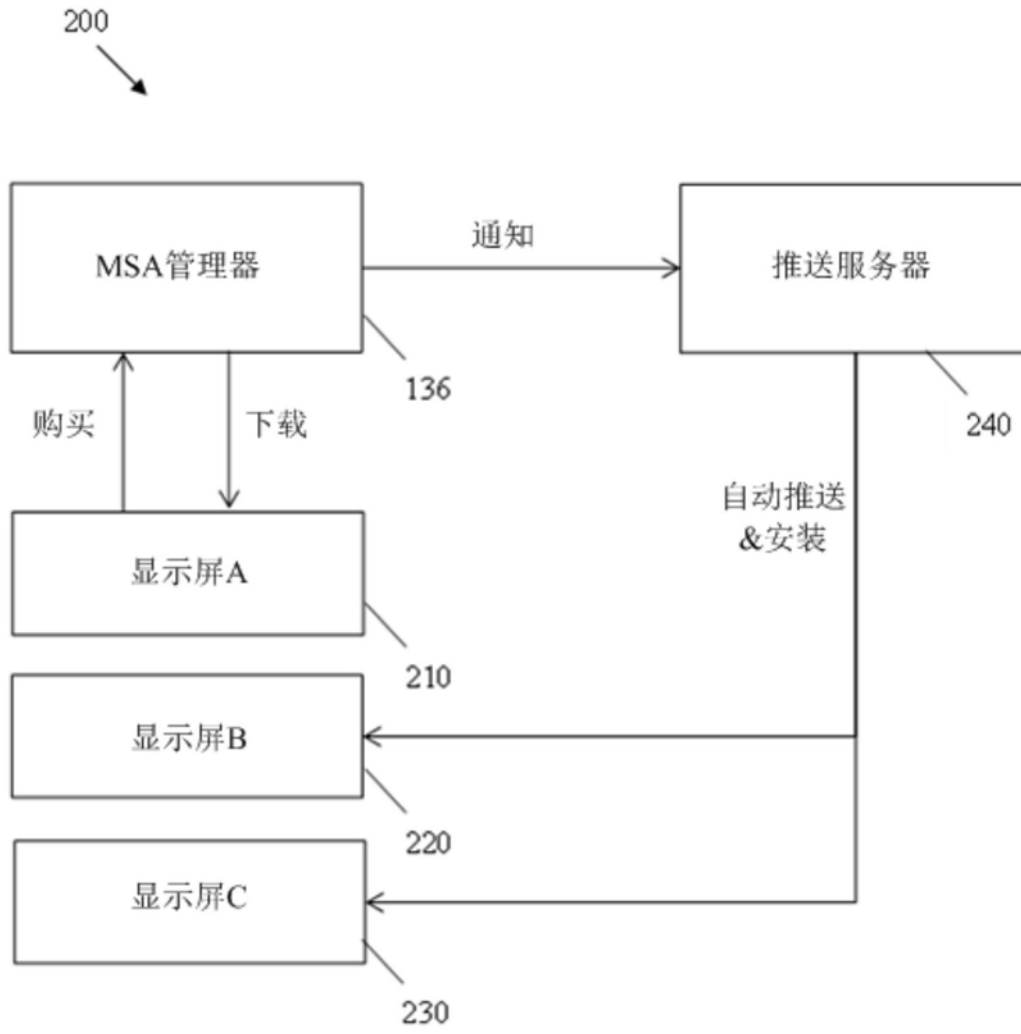 200
MSA管理器
通知
推送服务器
136
240
购买
下载
自动推送
&安装
显示屏A
210
显示屏B
220
显示屏C
230